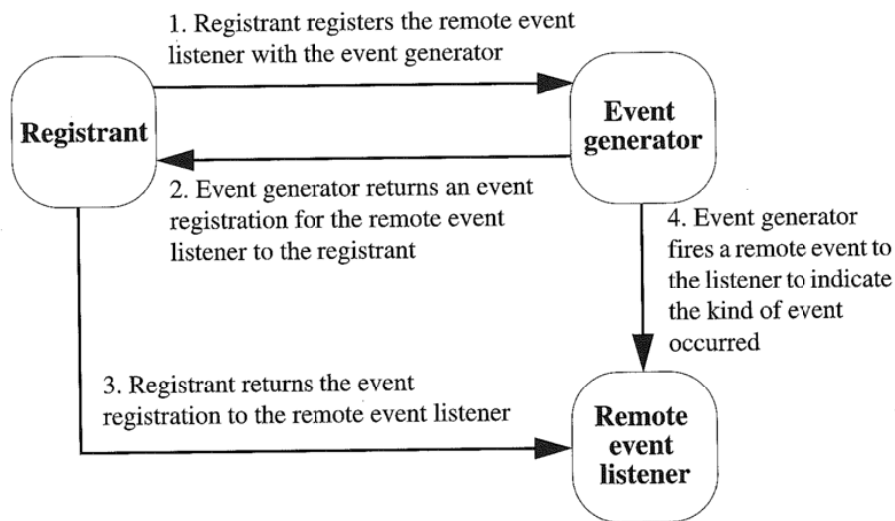 1. Registrant registers the remote event
listener with the event generator
Registrant
Event
generator
2. Event generator returns an event
registration for the remote event
listener to the registrant
4. Event generator
fires a remote event to
the listener to indicate
the kind of event
occurred
3. Registrant returns the event
registration to the remote event listener
Remote
event
listener